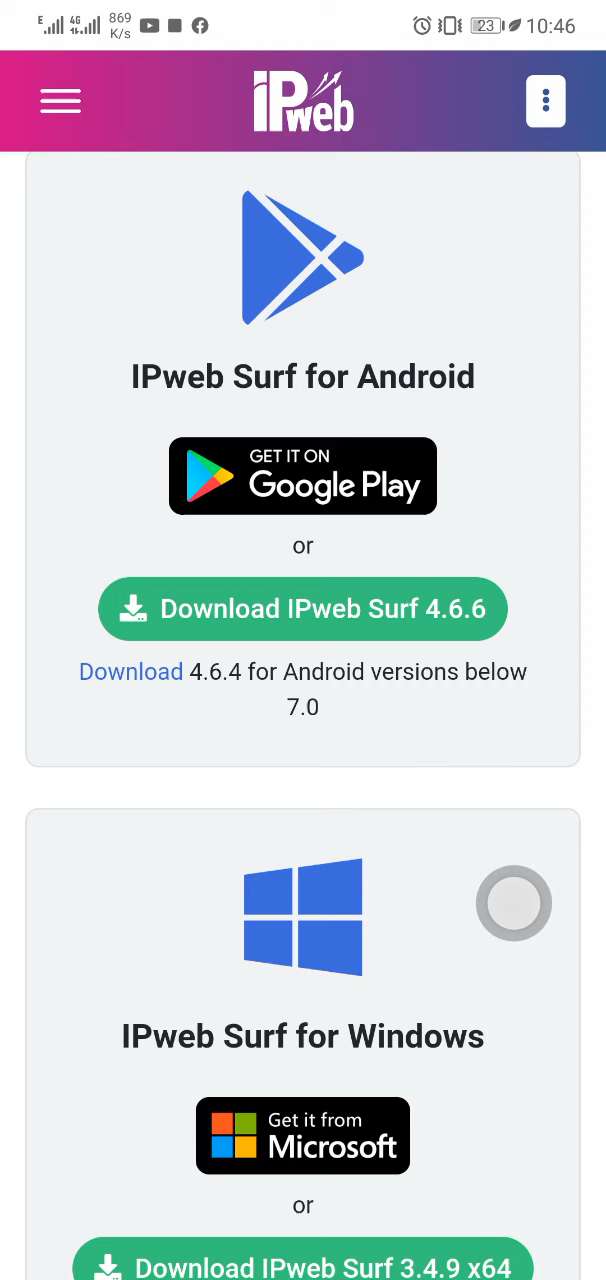 E 4G 869 K/s 23 10:46
IPweb
IPweb Surf for Android
GET IT ON
Google Play
or
Download IPweb Surf 4.6.6
Download 4.6.4 for Android versions below
7.0
IPweb Surf for Windows
Get it from
Microsoft
or
Download IPweb Surf 3.4.9 x64